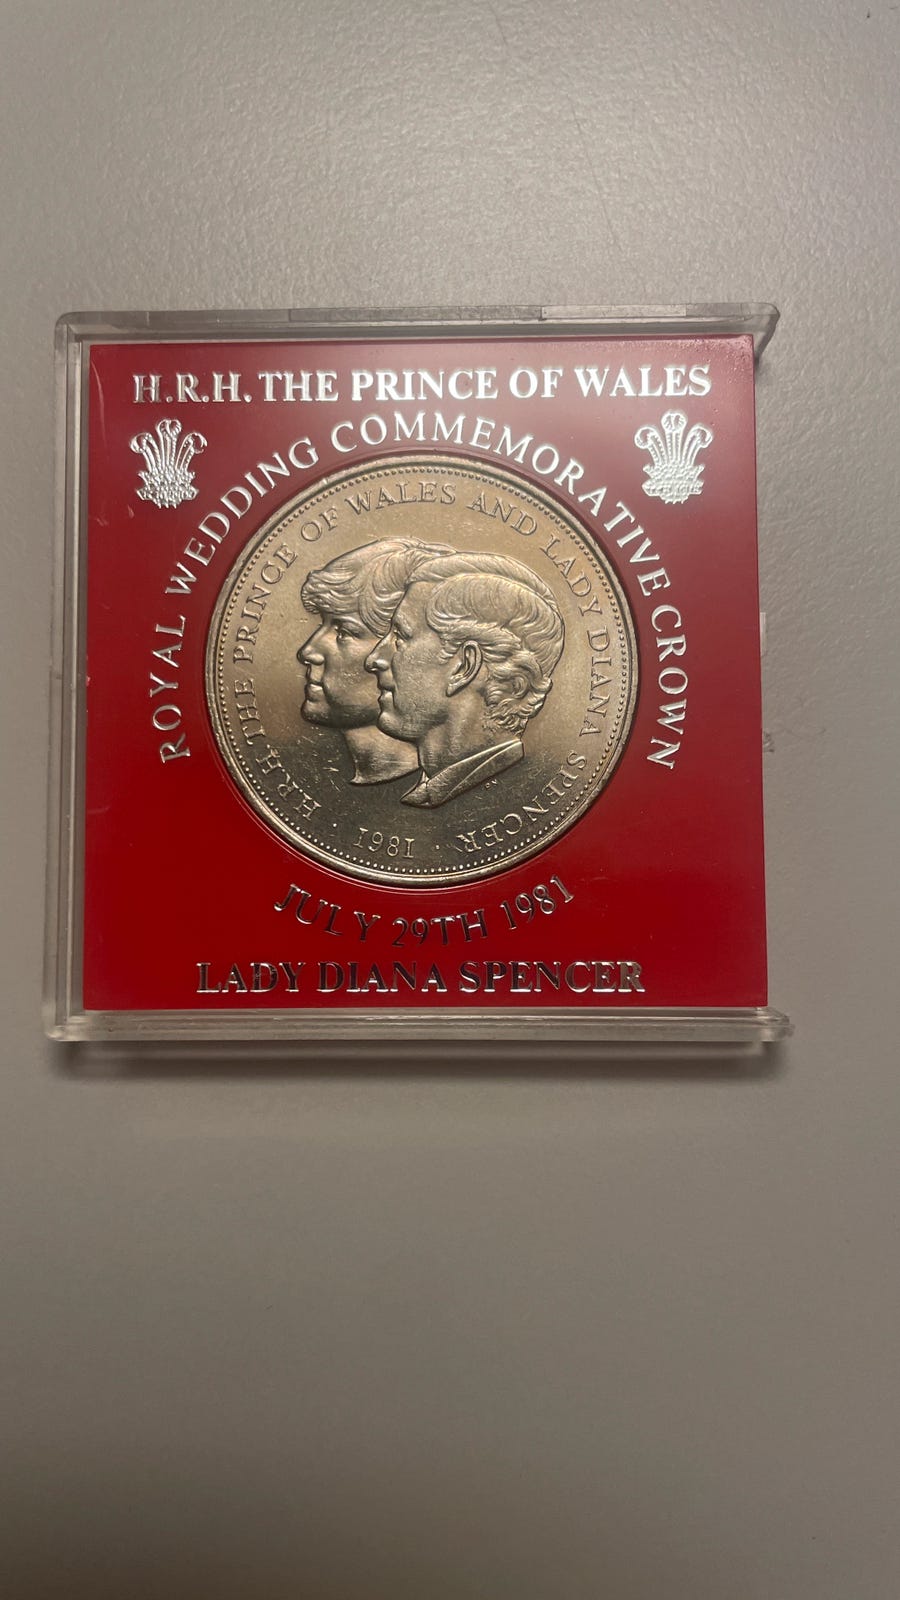 H.R.H. THE PRINCE OF WALES
ROYAL WEDDING COMMEMORATIVE CROWN
H.R.H. THE PRINCE OF WALES AND LADY DIANA SPENCER
· 1981 ·
JULY 29TH 1981
LADY DIANA SPENCER